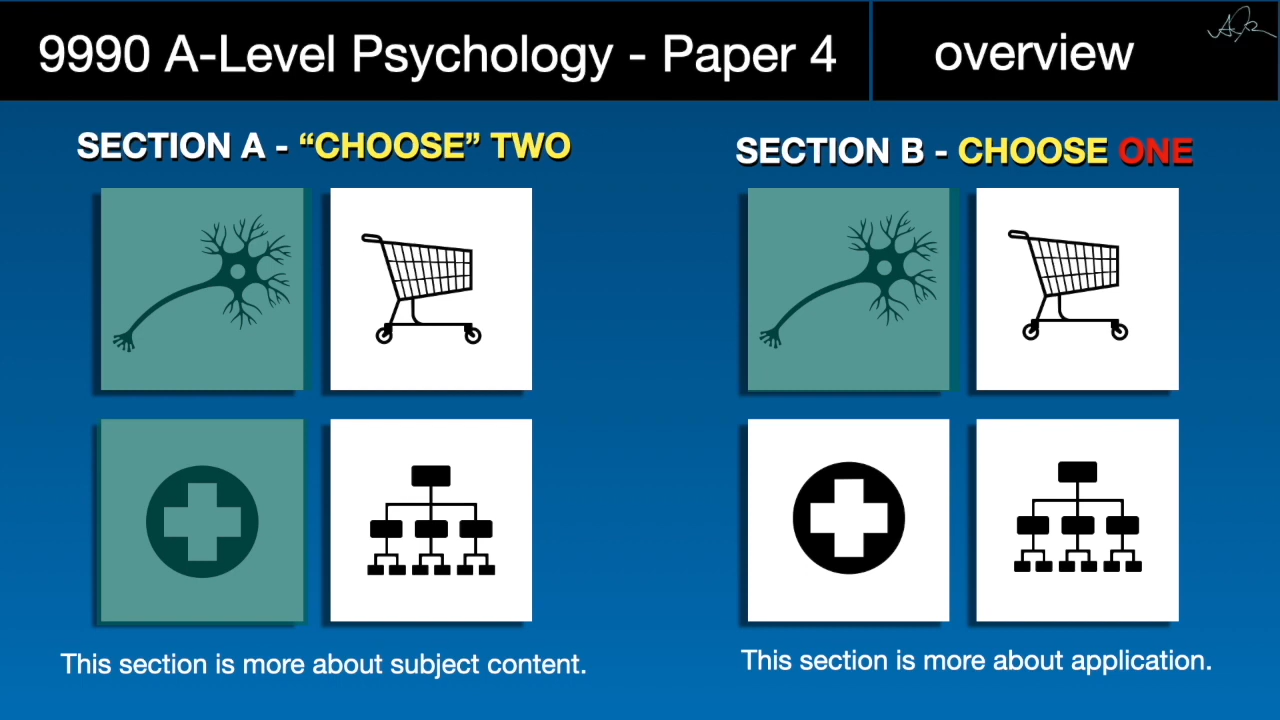 9990 A-Level Psychology - Paper 4
overview
SECTION A - “CHOOSE” TWO
SECTION B - CHOOSE ONE
This section is more about subject content.
This section is more about application.